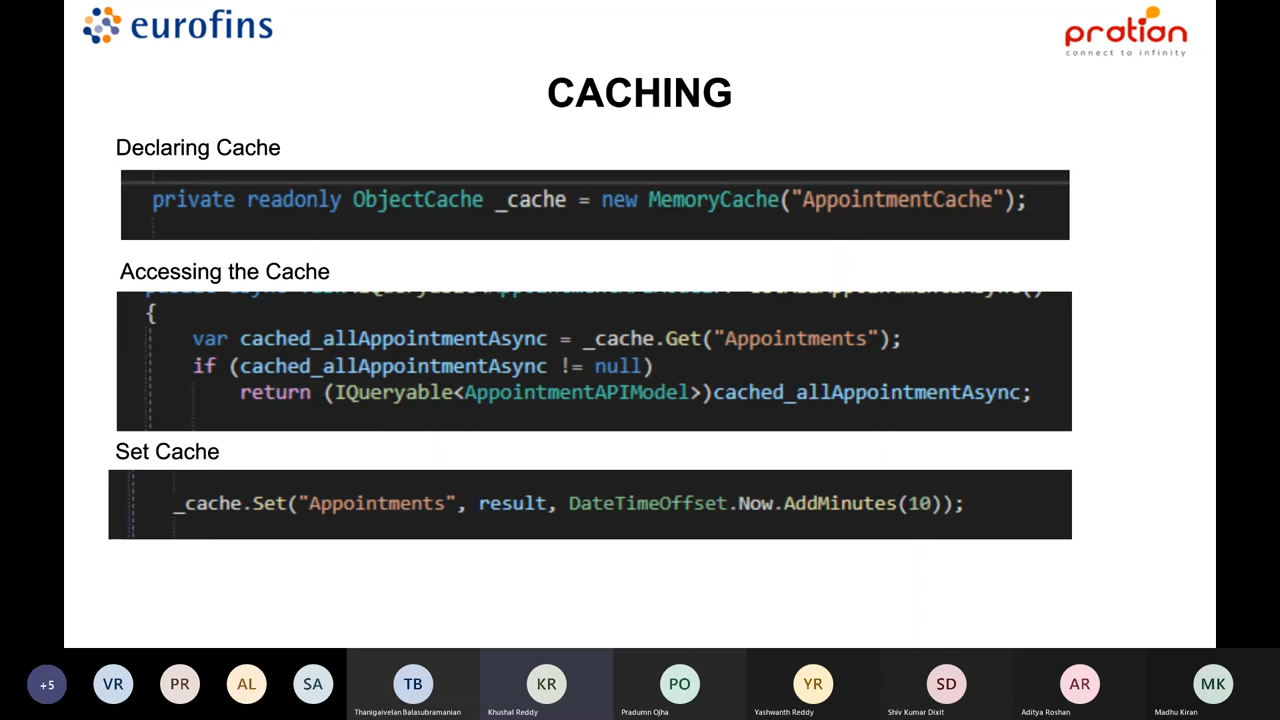 eurofins
pratian
connect to infinity
CACHING
Declaring Cache
private readonly ObjectCache _cache = new MemoryCache("AppointmentCache");
Accessing the Cache
{
var cached_allAppointmentAsync = _cache.Get("Appointments");
if (cached_allAppointmentAsync != null)
return (IQueryable<AppointmentAPIModel>)cached_allAppointmentAsync;
Set Cache
_cache.Set("Appointments", result, DateTimeOffset.Now.AddMinutes(10));
+5 VR PR AL SA TB KR PO YR SD AR MK
Thanigaivelan Balasubramanian Khushal Reddy Pradumn Ojha Yashwanth Reddy Shiv Kumar Dixit Aditya Roshan Madhu Kiran